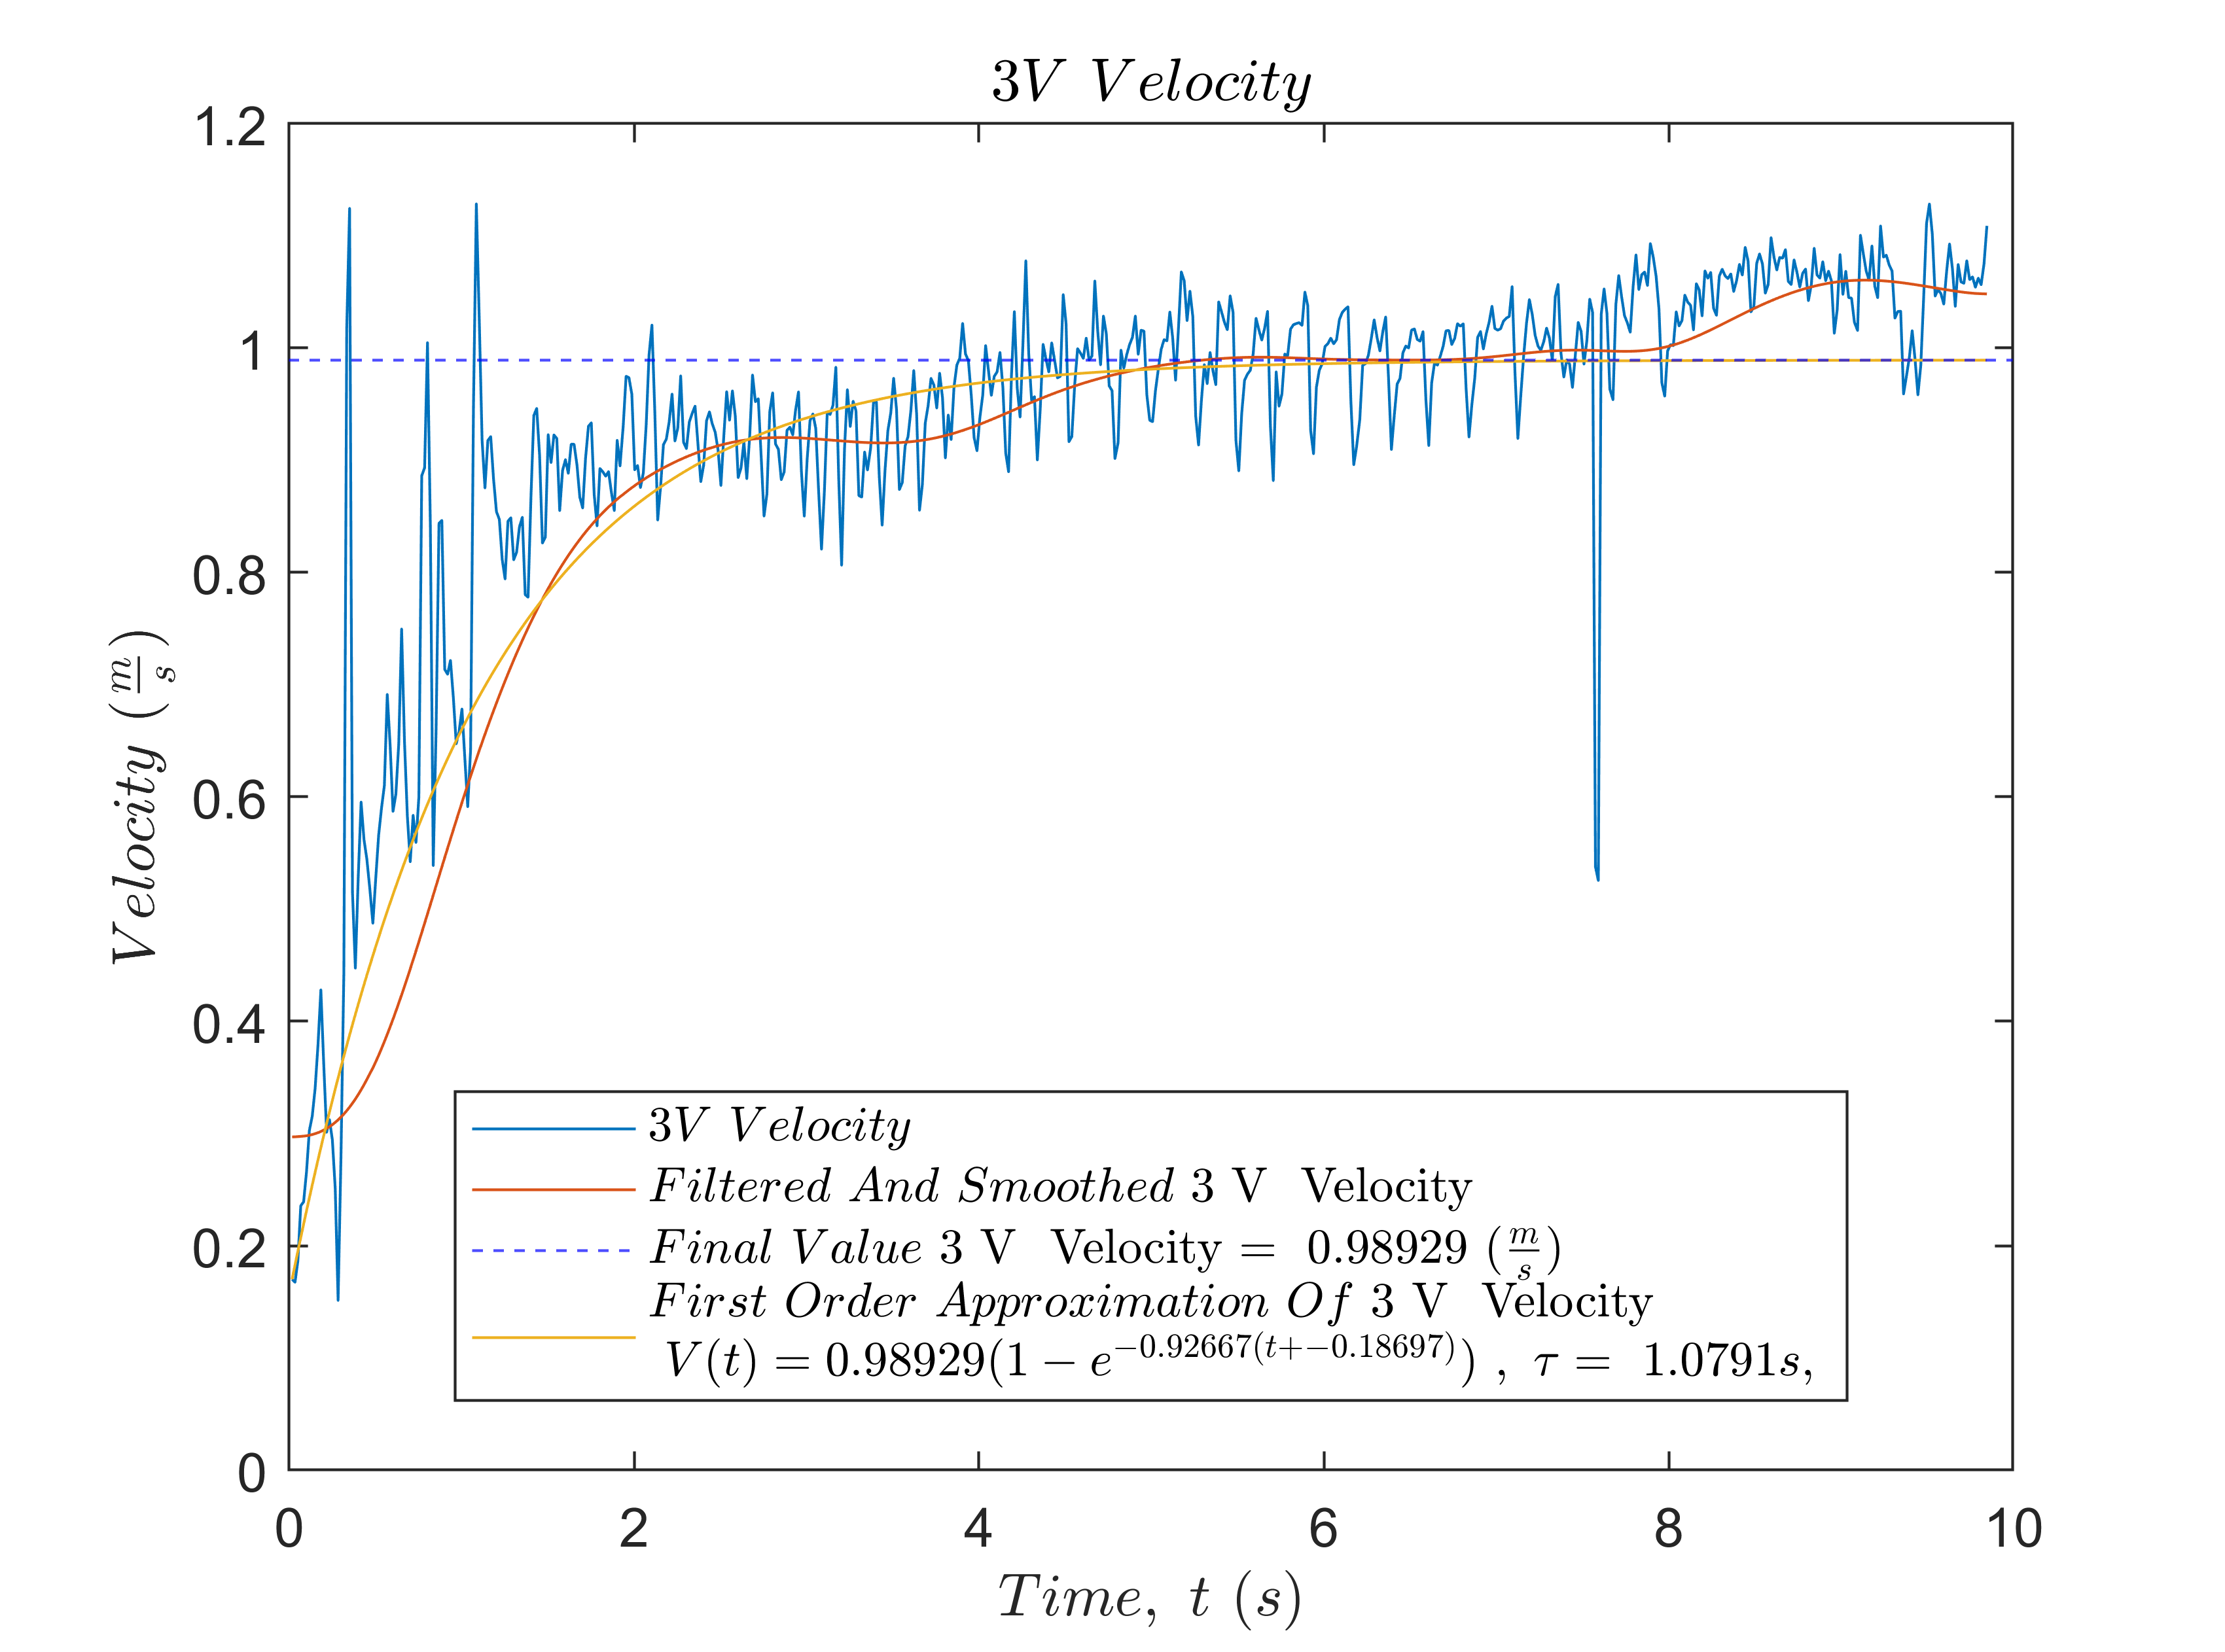 3V Velocity
1.2
1
0.8
0.6
0.4
0.2
0
Velocity (m/s)
3V Velocity
Filtered And Smoothed 3 V Velocity
Final Value 3 V Velocity = 0.98929 (m/s)
First Order Approximation Of 3 V Velocity
V(t) = 0.98929(1 − e^{−0.92667(t+−0.18697)}) , τ = 1.0791s,
0 2 4 6 8 10
Time, t (s)